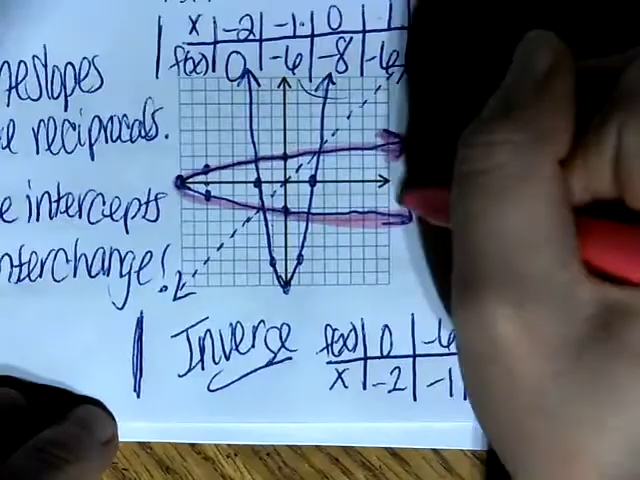 x | -2 | -1 | 0 | 1
f(x) | 0 | -6 | -8 | -6
slopes
reciprocals.
intercepts
interchange!
Inverse
f(x) | 0 | -6
x | -2 | -1